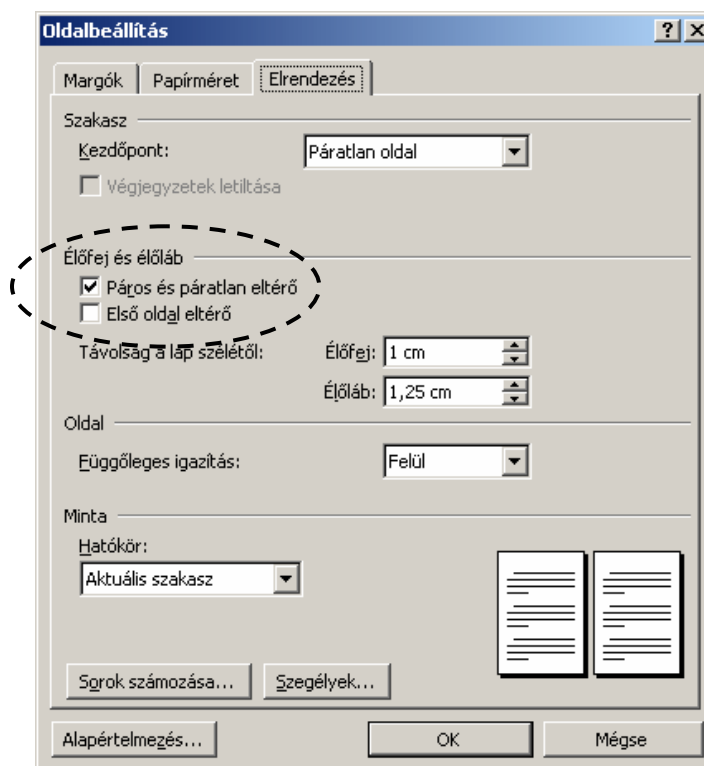 Oldalbeállítás
Margók Papírméret Elrendezés
Szakasz
Kezdőpont: Páratlan oldal
Végjegyzetek letiltása
Élőfej és élőláb
Páros és páratlan eltérő
Első oldal eltérő
Távolság a lap szélétől: Élőfej: 1 cm
Élőláb: 1,25 cm
Oldal
Függőleges igazítás: Felül
Minta
Hatókör:
Aktuális szakasz
Sorok számozása... Szegélyek...
Alapértelmezés... OK Mégse